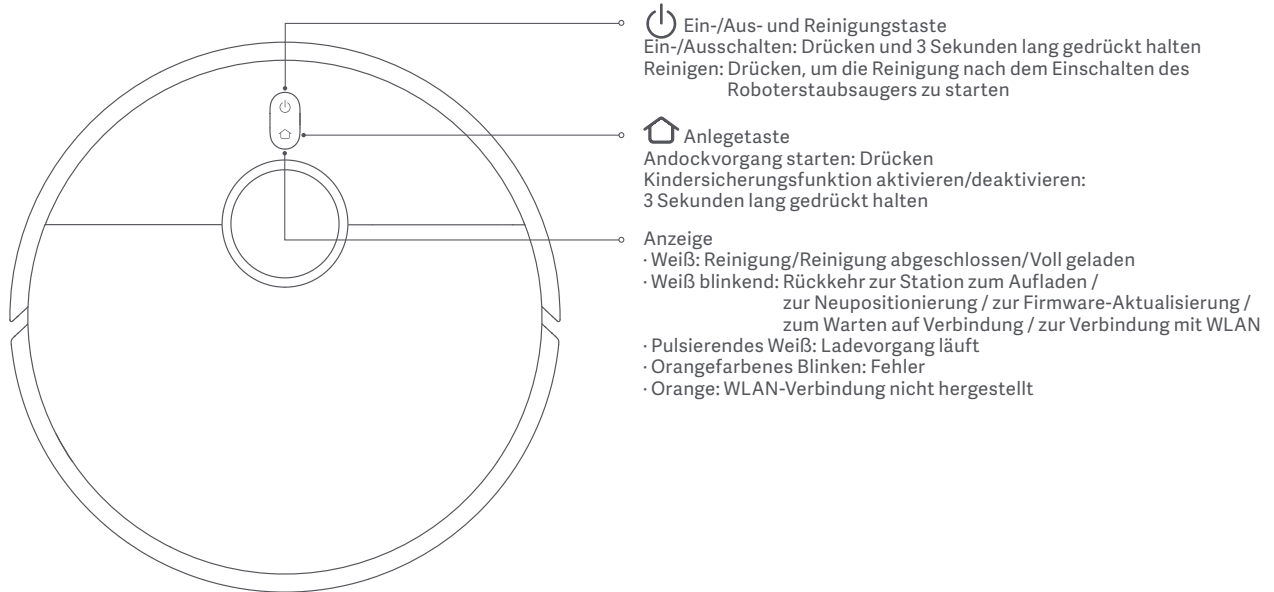 Ein-/Aus- und Reinigungstaste
Ein-/Ausschalten: Drücken und 3 Sekunden lang gedrückt halten
Reinigen: Drücken, um die Reinigung nach dem Einschalten des
Roboterstaubsaugers zu starten
Anlegetaste
Andockvorgang starten: Drücken
Kindersicherungsfunktion aktivieren/deaktivieren:
3 Sekunden lang gedrückt halten
Anzeige
· Weiß: Reinigung/Reinigung abgeschlossen/Voll geladen
· Weiß blinkend: Rückkehr zur Station zum Aufladen /
zur Neupositionierung / zur Firmware-Aktualisierung /
zum Warten auf Verbindung / zur Verbindung mit WLAN
· Pulsierendes Weiß: Ladevorgang läuft
· Orangefarbenes Blinken: Fehler
· Orange: WLAN-Verbindung nicht hergestellt